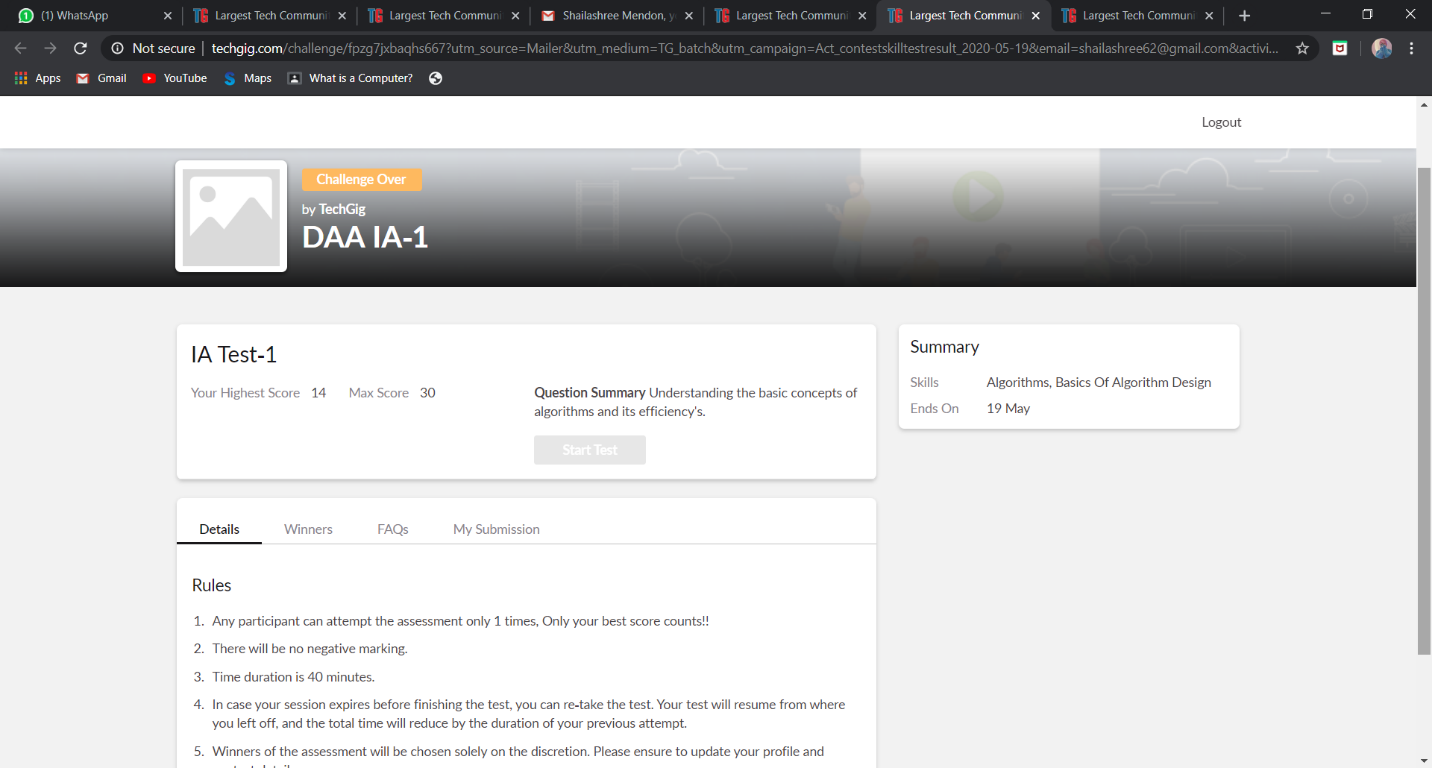 (1) WhatsApp
Largest Tech Communi
Largest Tech Communi
Shailashree Mendon, y
Largest Tech Communi
Largest Tech Communi
Largest Tech Communi
Not secure | techgig.com/challenge/fpzg7jxbaqhs667?utm_source=Mailer&utm_medium=TG_batch&utm_campaign=Act_contestskilltestresult_2020-05-19&email=shailashree62@gmail.com&activi...
Apps Gmail YouTube Maps What is a Computer?
Logout
Challenge Over
by TechGig
DAA IA-1
IA Test-1
Your Highest Score 14 Max Score 30
Question Summary Understanding the basic concepts of
algorithms and its efficiency's.
Start Test
Summary
Skills Algorithms, Basics Of Algorithm Design
Ends On 19 May
Details Winners FAQs My Submission
Rules
1. Any participant can attempt the assessment only 1 times, Only your best score counts!!
2. There will be no negative marking.
3. Time duration is 40 minutes.
4. In case your session expires before finishing the test, you can re-take the test. Your test will resume from where
you left off, and the total time will reduce by the duration of your previous attempt.
5. Winners of the assessment will be chosen solely on the discretion. Please ensure to update your profile and